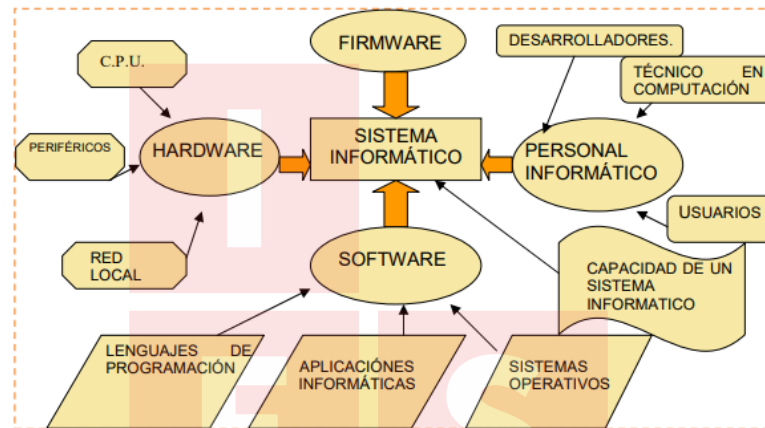 FIRMWARE
DESARROLLADORES.
C.P.U.
TÉCNICO EN
COMPUTACIÓN
PERIFÉRICOS
HARDWARE
SISTEMA
INFORMÁTICO
PERSONAL
INFORMÁTICO
USUARIOS
RED
LOCAL
SOFTWARE
CAPACIDAD DE UN
SISTEMA
INFORMATICO
LENGUAJES DE
PROGRAMACIÓN
APLICACIÓNES
INFORMÁTICAS
SISTEMAS
OPERATIVOS